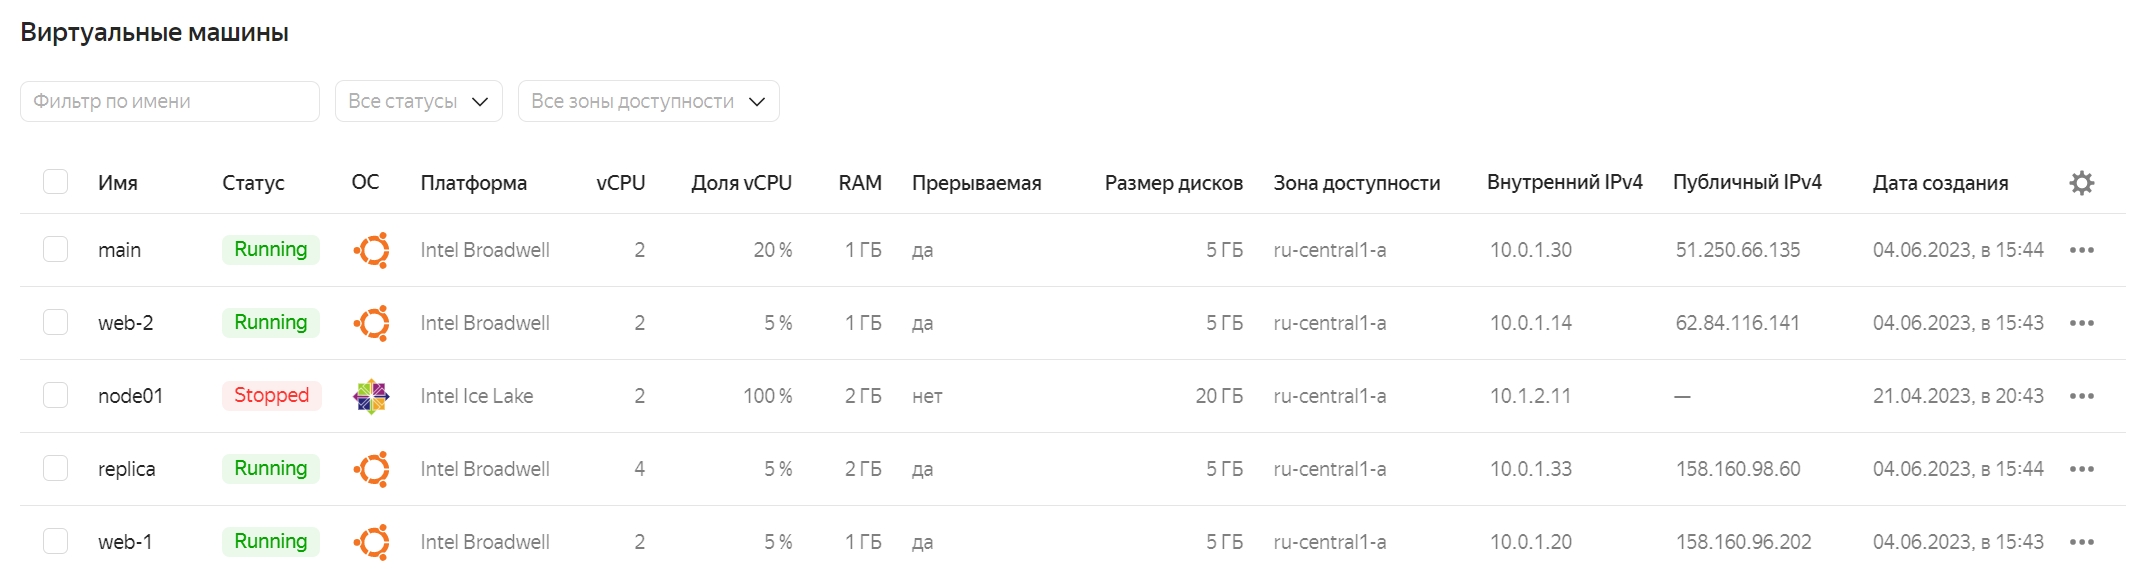 Виртуальные машины
Фильтр по имени Все статусы Все зоны доступности
Имя Статус ОС Платформа vCPU Доля vCPU RAM Прерываемая Размер дисков Зона доступности Внутренний IPv4 Публичный IPv4 Дата создания
main Running Intel Broadwell 2 20 % 1 ГБ да 5 ГБ ru-central1-a 10.0.1.30 51.250.66.135 04.06.2023, в 15:44
web-2 Running Intel Broadwell 2 5 % 1 ГБ да 5 ГБ ru-central1-a 10.0.1.14 62.84.116.141 04.06.2023, в 15:43
node01 Stopped Intel Ice Lake 2 100 % 2 ГБ нет 20 ГБ ru-central1-a 10.1.2.11 — 21.04.2023, в 20:43
replica Running Intel Broadwell 4 5 % 2 ГБ да 5 ГБ ru-central1-a 10.0.1.33 158.160.98.60 04.06.2023, в 15:44
web-1 Running Intel Broadwell 2 5 % 1 ГБ да 5 ГБ ru-central1-a 10.0.1.20 158.160.96.202 04.06.2023, в 15:43